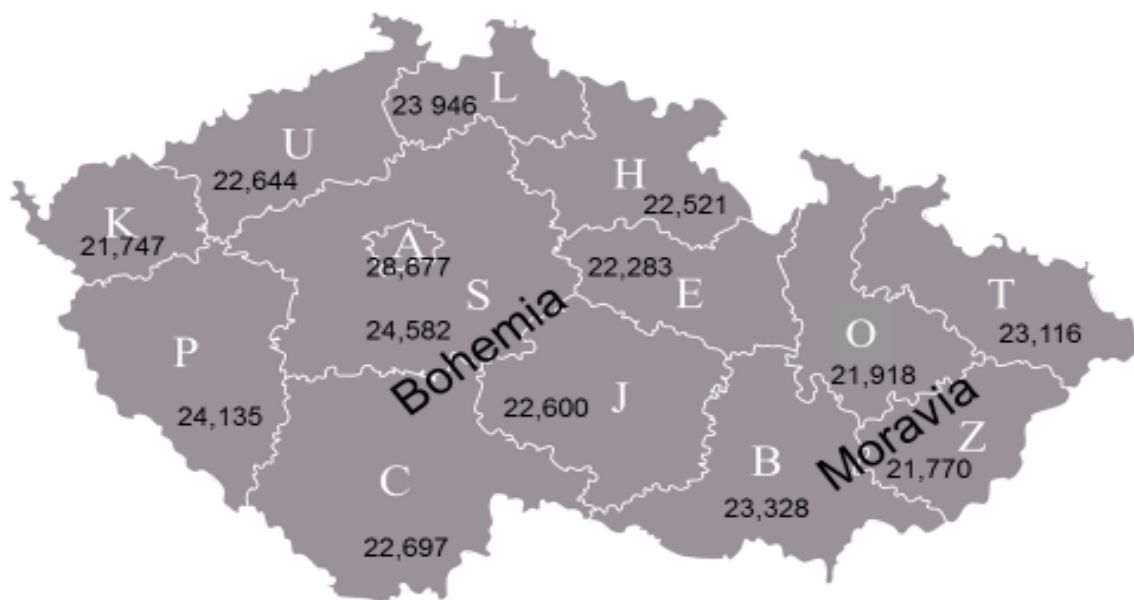 L
23 946
U
22,644
H
22,521
K
21,747
A
28,677
22,283
E
S
24,582
T
23,116
O
21,918
P
24,135
Bohemia
J
22,600
Moravia
Z
21,770
B
23,328
C
22,697